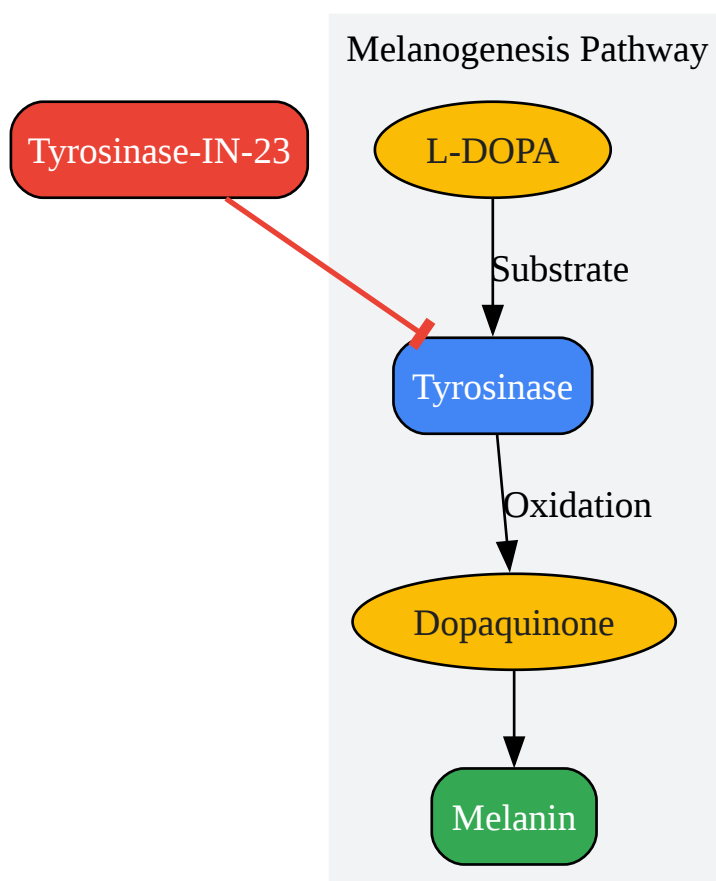 Melanogenesis Pathway
Tyrosinase-IN-23
L-DOPA
Substrate
Tyrosinase
Oxidation
Dopaquinone
Melanin